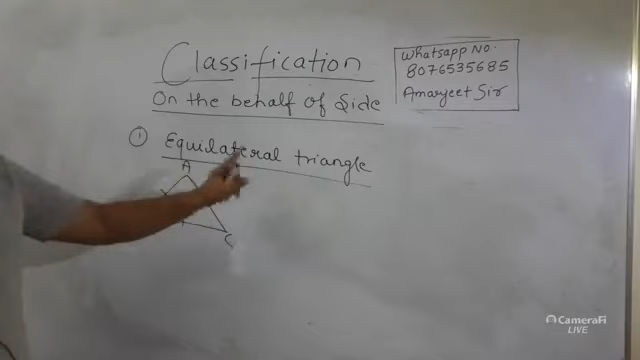 Classification
On the behalf of Side
Whatsapp NO.
8076535685
Amarjeet Sir
① Equilateral triangle
A
C
CameraFi
LIVE